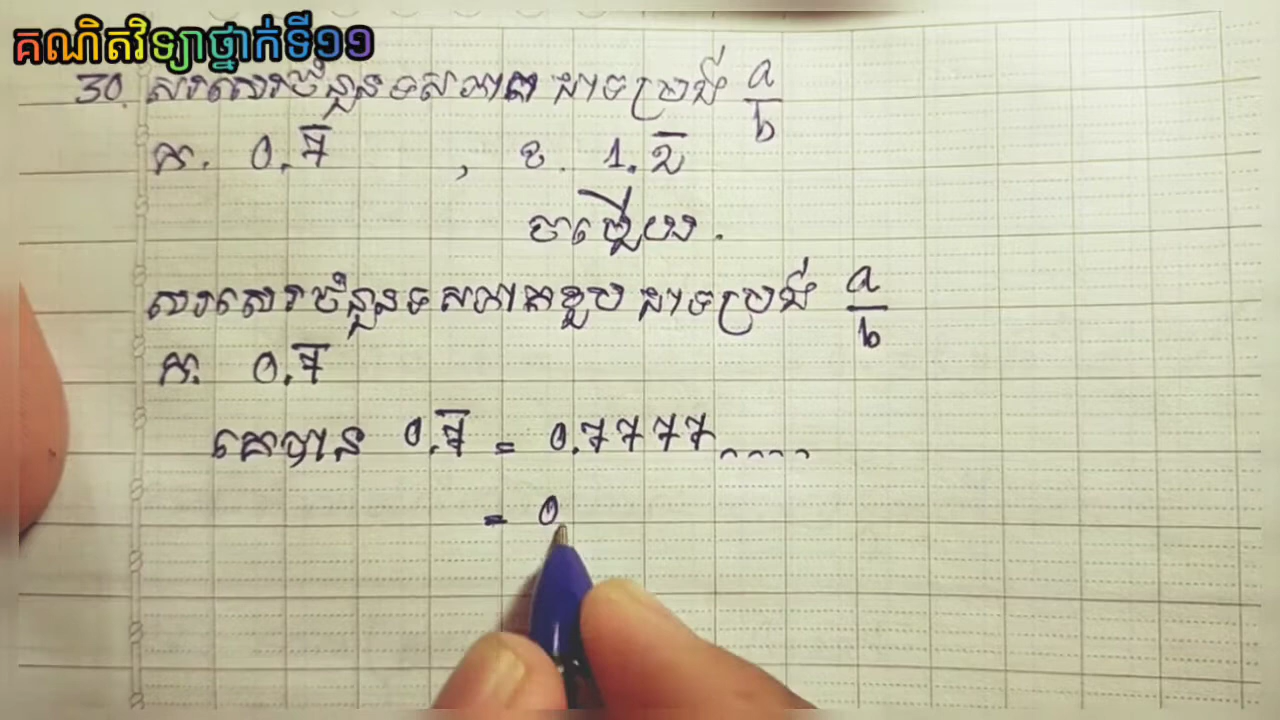 គណិតវិទ្យាថ្នាក់ទី១១
30. សរសេរចំនួនទសភាគ ជាទម្រង់ a/b
ក. 0.7̅ , ខ. 1.2̅
ចម្លើយ.
សរសេរចំនួនទសភាគខួប ជាទម្រង់ a/b
ក. 0.7̅
គេបាន 0.7̅ = 0.7777....
= 0